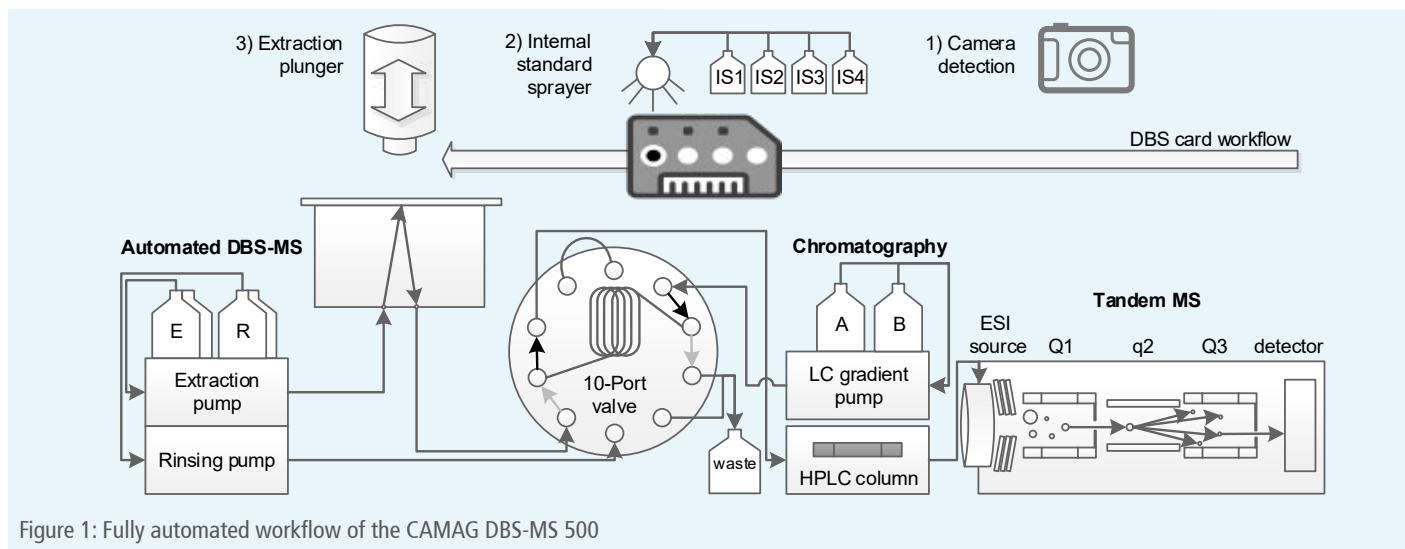 3) Extraction
plunger
2) Internal
standard
sprayer
IS1 IS2 IS3 IS4
1) Camera
detection
DBS card workflow
Automated DBS-MS
E
R
Extraction
pump
Rinsing pump
10-Port
valve
waste
Chromatography
A
B
LC gradient
pump
HPLC column
Tandem MS
ESI
source
Q1
q2
Q3
detector
Figure 1: Fully automated workflow of the CAMAG DBS-MS 500